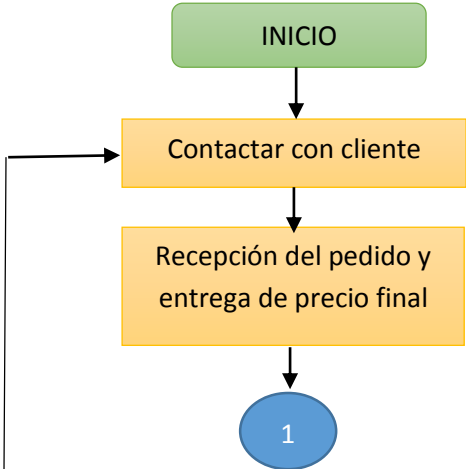 INICIO
Contactar con cliente
Recepción del pedido y
entrega de precio final
1